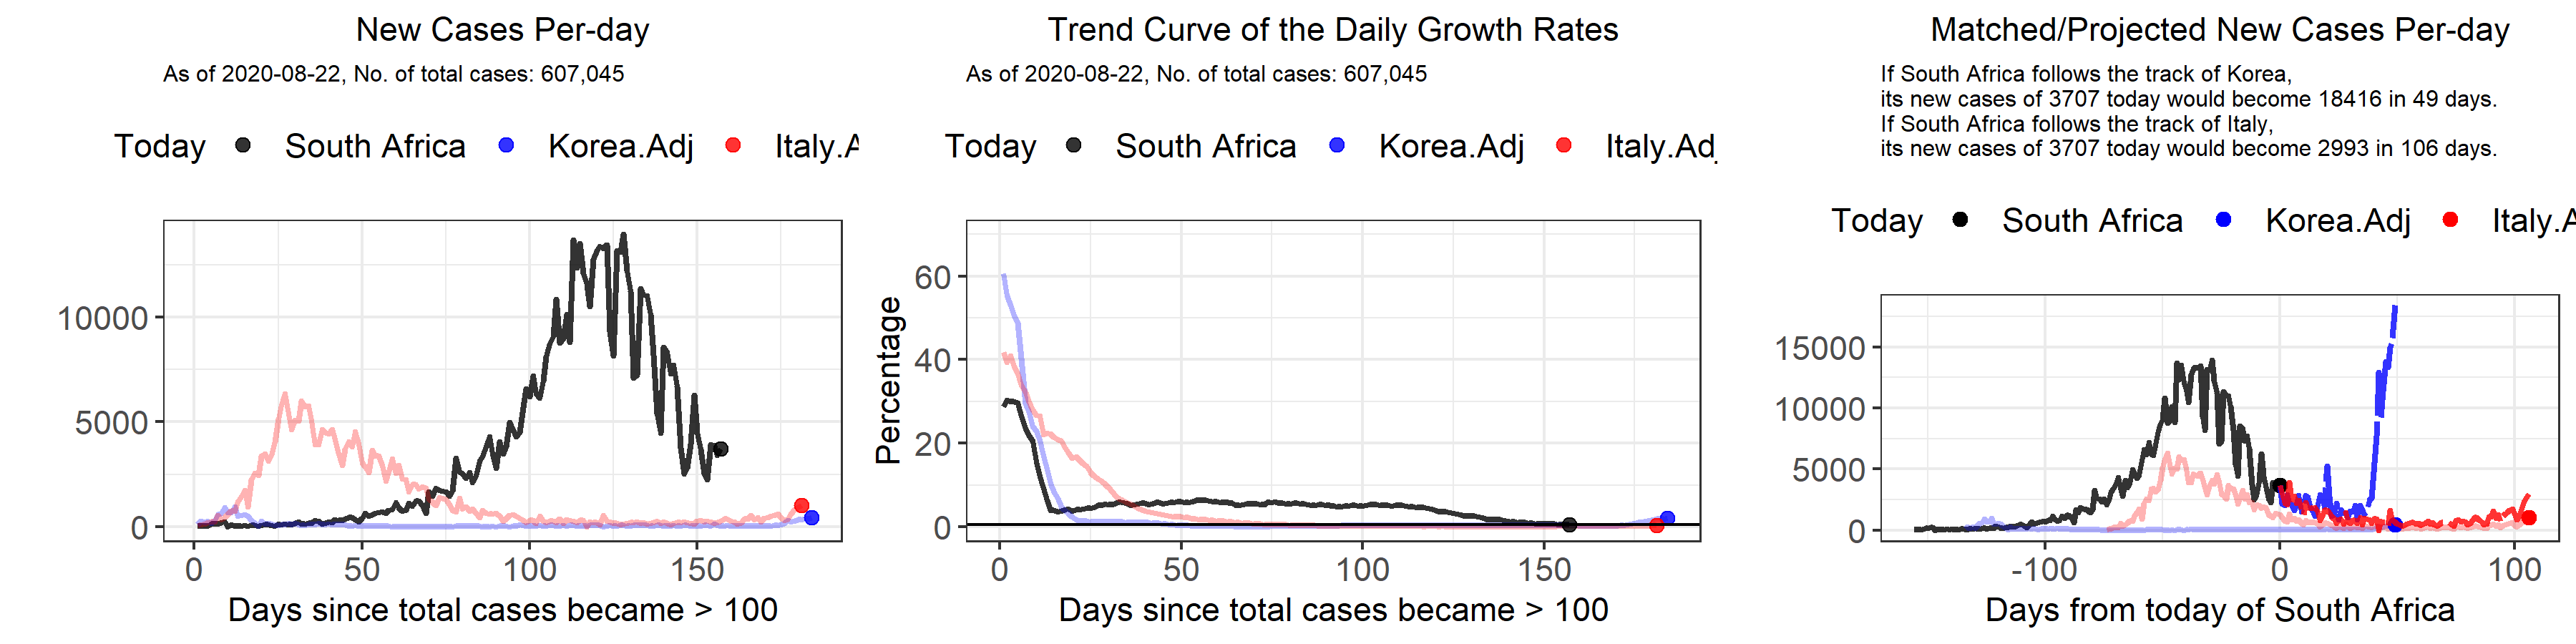 New Cases Per-day
As of 2020-08-22, No. of total cases: 607,045
Today South Africa Korea.Adj Italy.A
10000
5000
0
0 50 100 150
Days since total cases became > 100
Trend Curve of the Daily Growth Rates
As of 2020-08-22, No. of total cases: 607,045
Today South Africa Korea.Adj Italy.Adj
Percentage
60
40
20
0
0 50 100 150
Days since total cases became > 100
Matched/Projected New Cases Per-day
If South Africa follows the track of Korea,
its new cases of 3707 today would become 18416 in 49 days.
If South Africa follows the track of Italy,
its new cases of 3707 today would become 2993 in 106 days.
Today South Africa Korea.Adj Italy.A
15000
10000
5000
0
-100 0 100
Days from today of South Africa